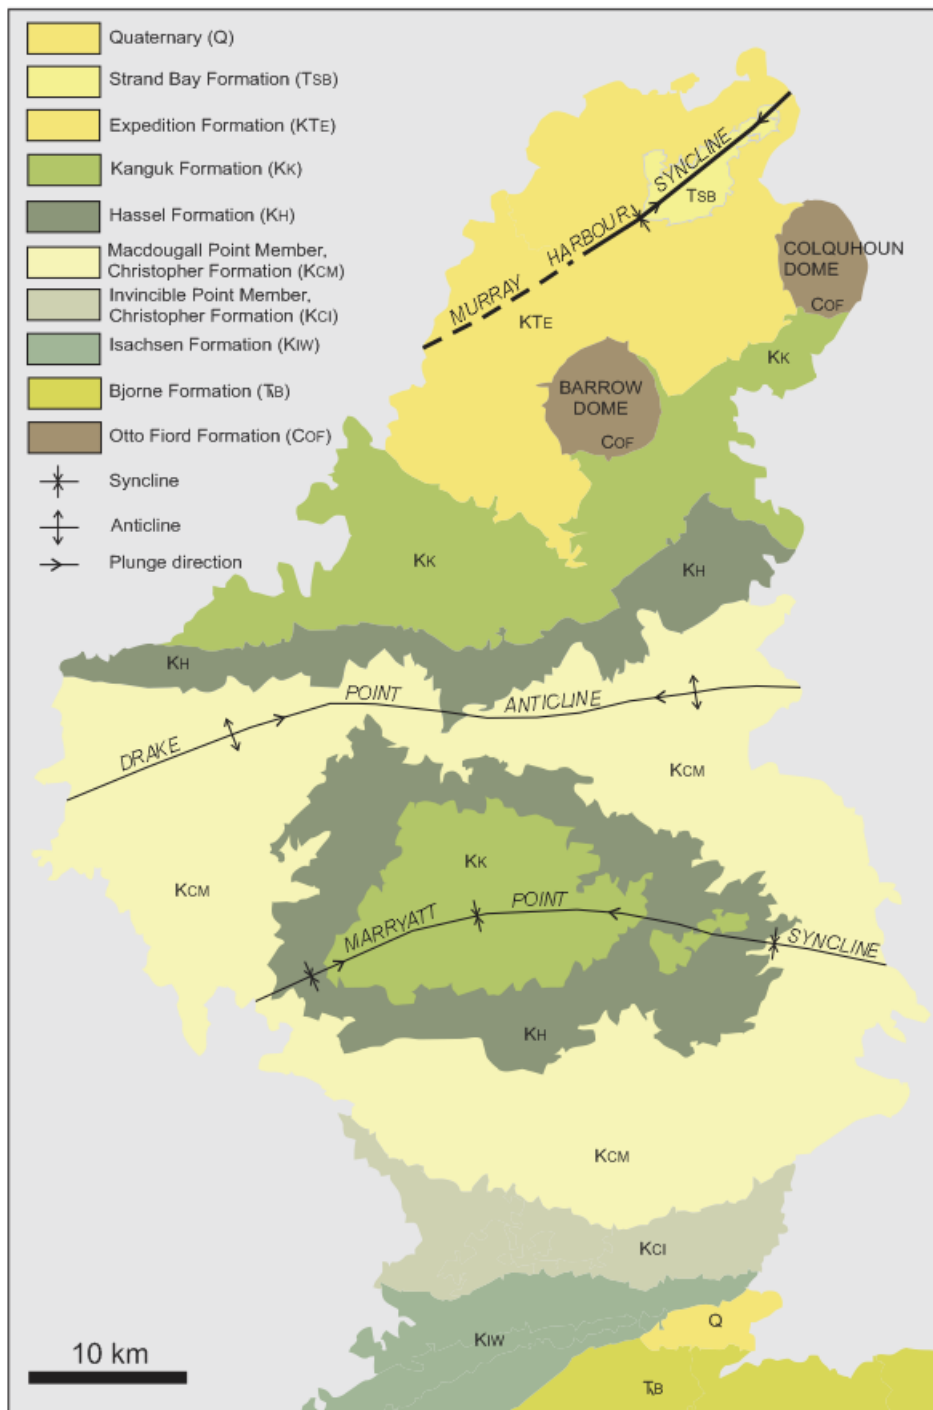 Quaternary (Q)
Strand Bay Formation (TSB)
Expedition Formation (KTE)
Kanguk Formation (KK)
Hassel Formation (KH)
Macdougall Point Member,
Christopher Formation (KCM)
Invincible Point Member,
Christopher Formation (KCI)
Isachsen Formation (KIW)
Bjorne Formation (TRB)
Otto Fiord Formation (COF)
Syncline
Anticline
Plunge direction
MURRAY HARBOUR SYNCLINE
TSB
COLQUHOUN
DOME
COF
KTE
KK
BARROW
DOME
COF
KK
KH
KH
DRAKE POINT ANTICLINE
KCM
KCM
KK
MARRYATT POINT SYNCLINE
KH
KCM
KCI
Q
KIW
TRB
10 km